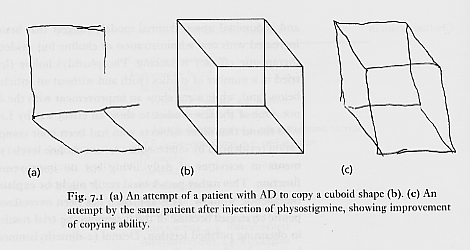 (a)
(b)
(c)
Fig. 7.1 (a) An attempt of a patient with AD to copy a cuboid shape (b). (c) An
attempt by the same patient after injection of physostigmine, showing improvement
of copying ability.